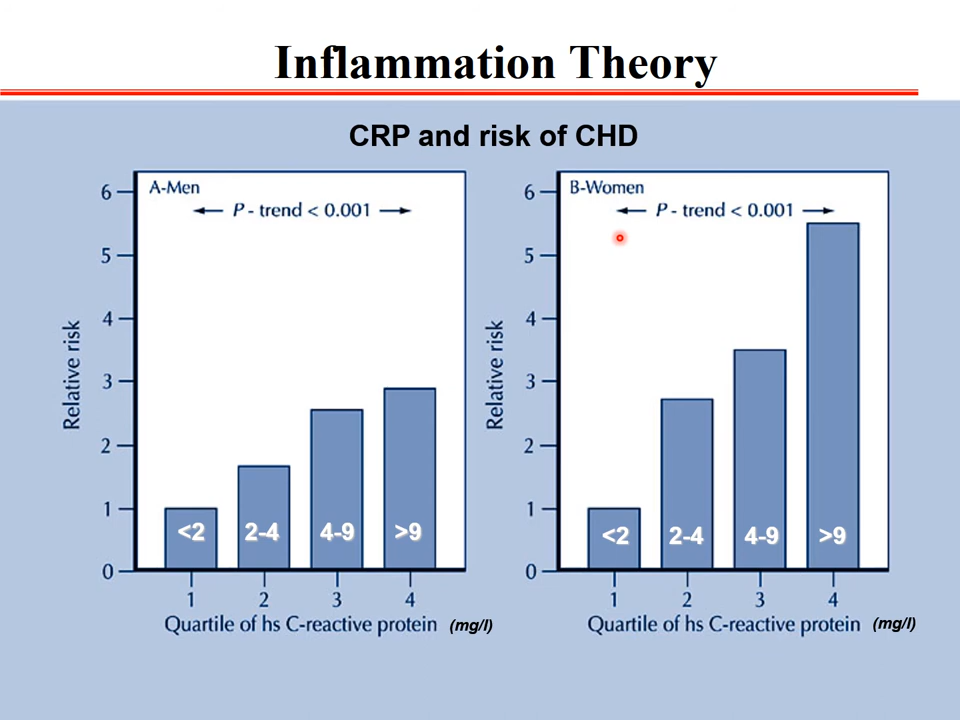 Inflammation Theory
CRP and risk of CHD
A-Men
P - trend < 0.001
6
5
4
3
2
1
0
Relative risk
<2 2-4 4-9 >9
1 2 3 4
Quartile of hs C-reactive protein (mg/l)
B-Women
P - trend < 0.001
6
5
4
3
2
1
0
Relative risk
<2 2-4 4-9 >9
1 2 3 4
Quartile of hs C-reactive protein (mg/l)